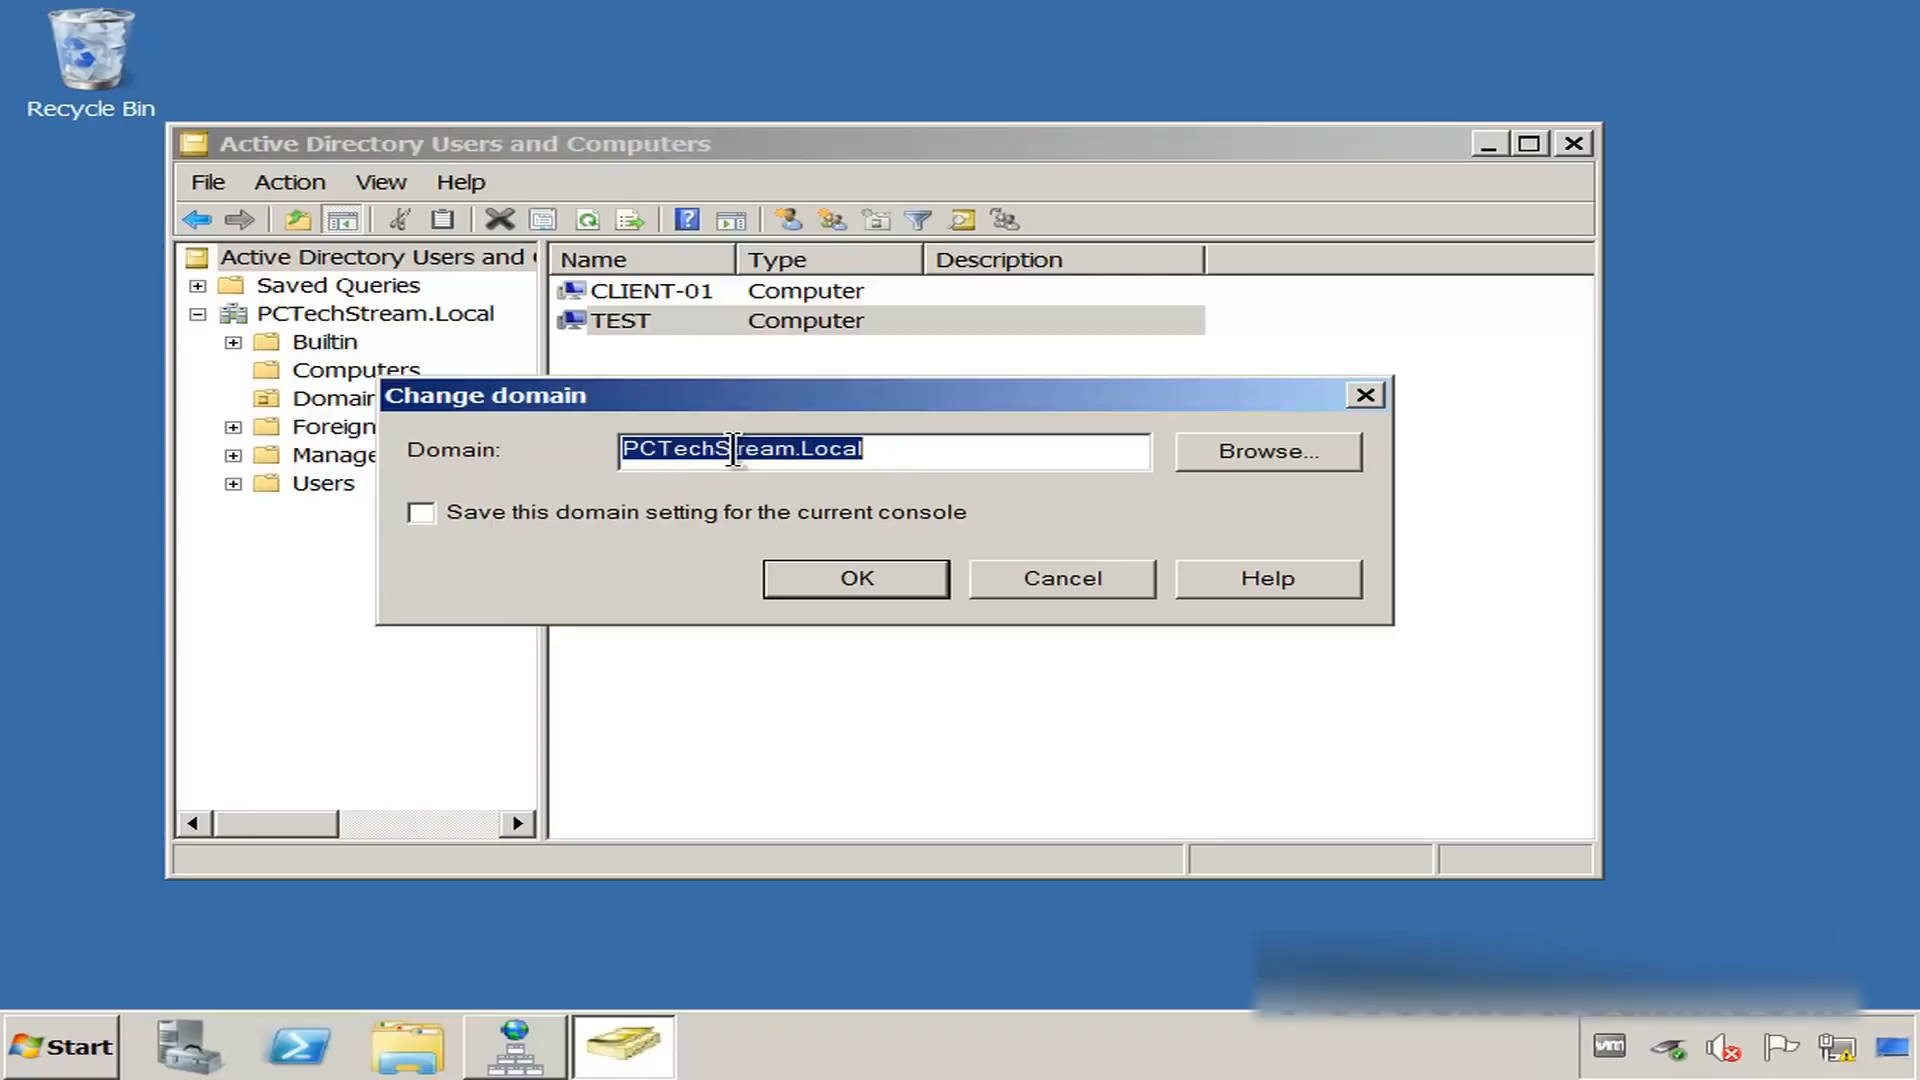 Recycle Bin
Active Directory Users and Computers
File Action View Help
Active Directory Users and
Saved Queries
PCTechStream.Local
Builtin
Computers
Domain
Foreign
Manage
Users
Name Type Description
CLIENT-01 Computer
TEST Computer
Change domain
Domain: PCTechStream.Local Browse...
Save this domain setting for the current console
OK Cancel Help
Start
vm